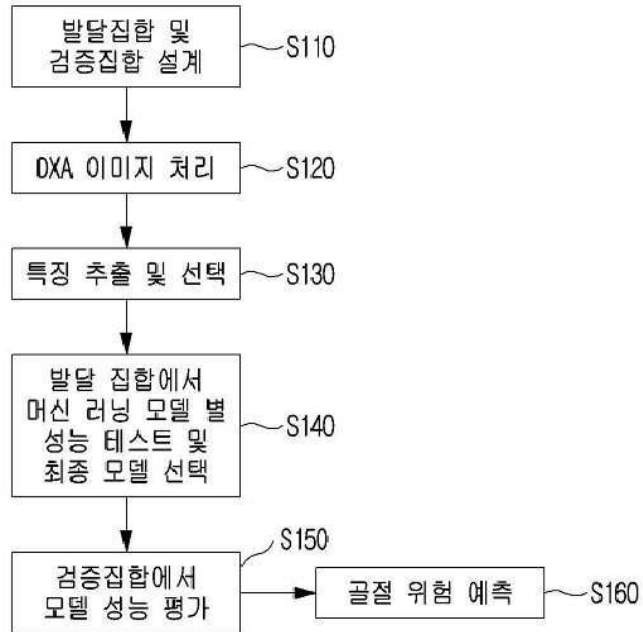 발달집합 및
검증집합 설계
S110
DXA 이미지 처리
S120
특징 추출 및 선택
S130
발달 집합에서
머신 러닝 모델 별
성능 테스트 및
최종 모델 선택
S140
검증집합에서
모델 성능 평가
S150
골절 위험 예측
S160